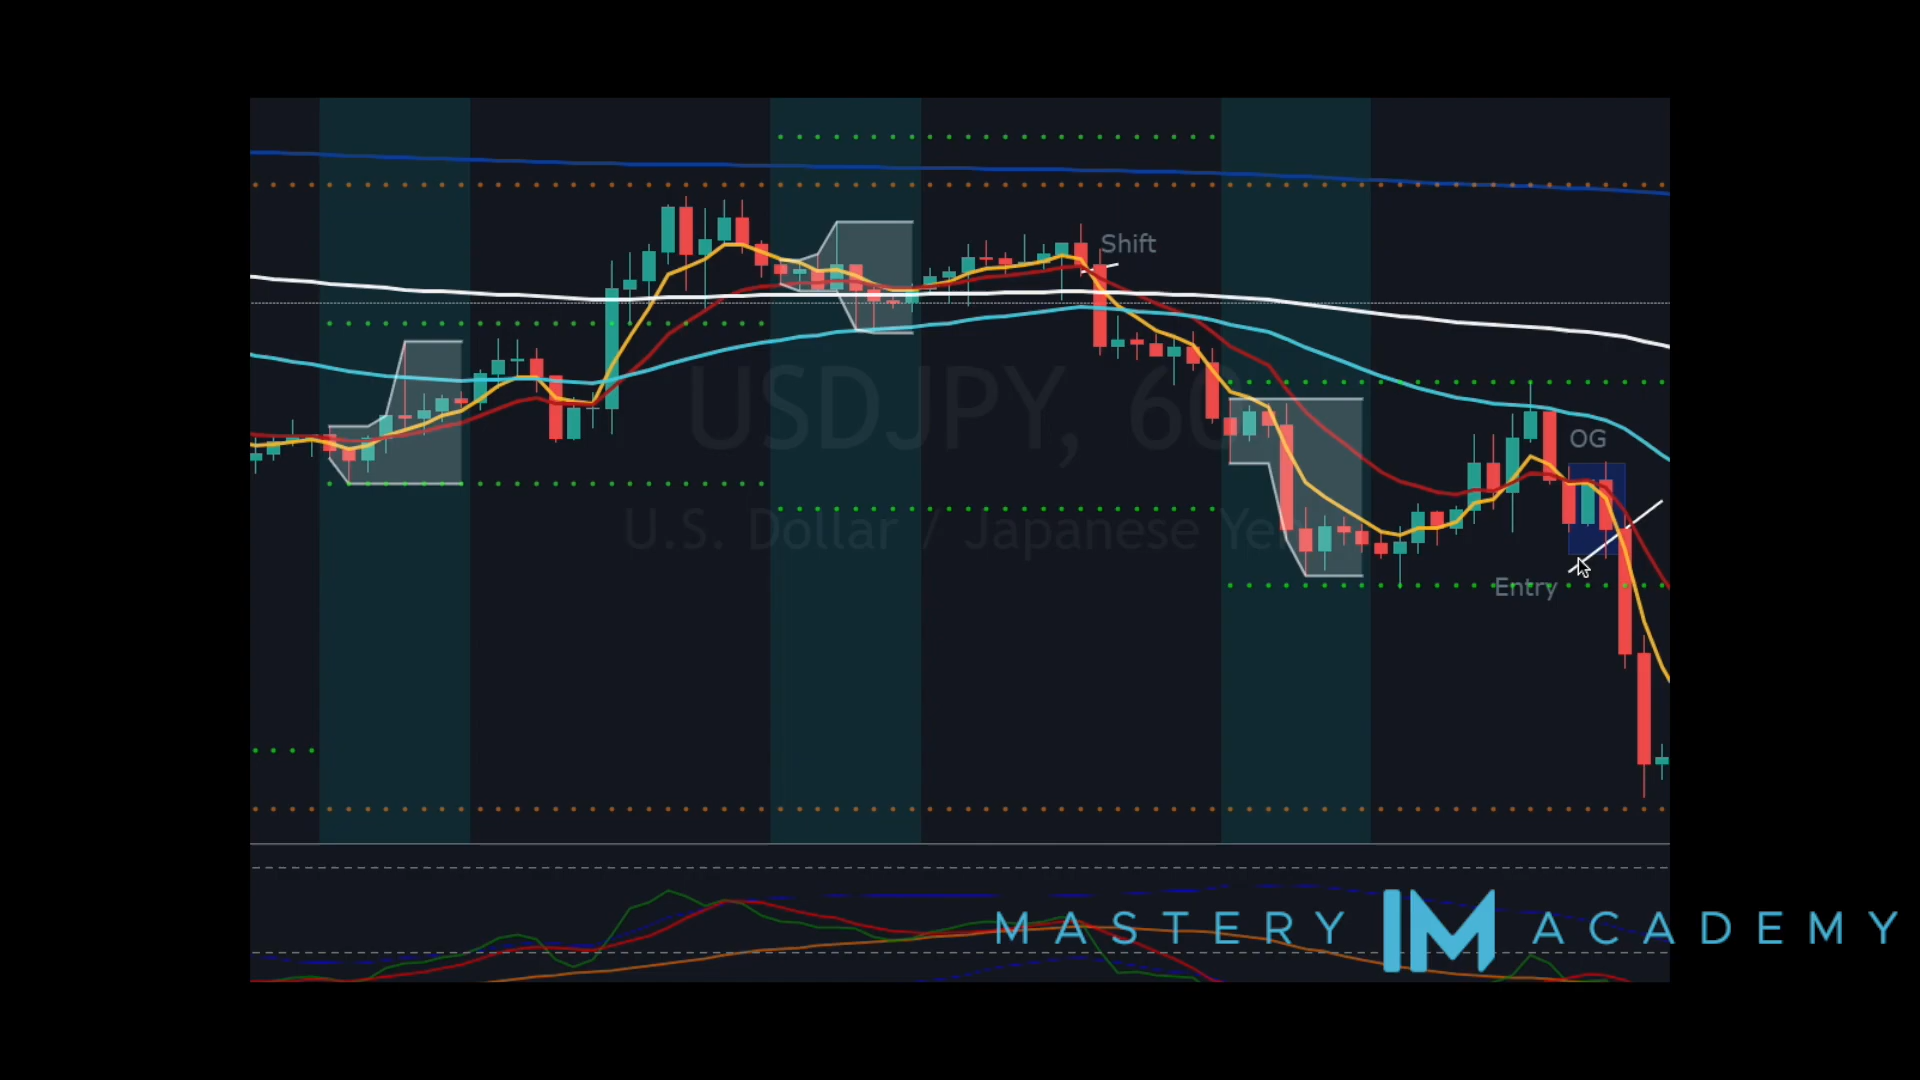 Shift
USDJPY, 60
OG
U.S. Dollar / Japanese Yen
Entry
MASTERY M ACADEMY